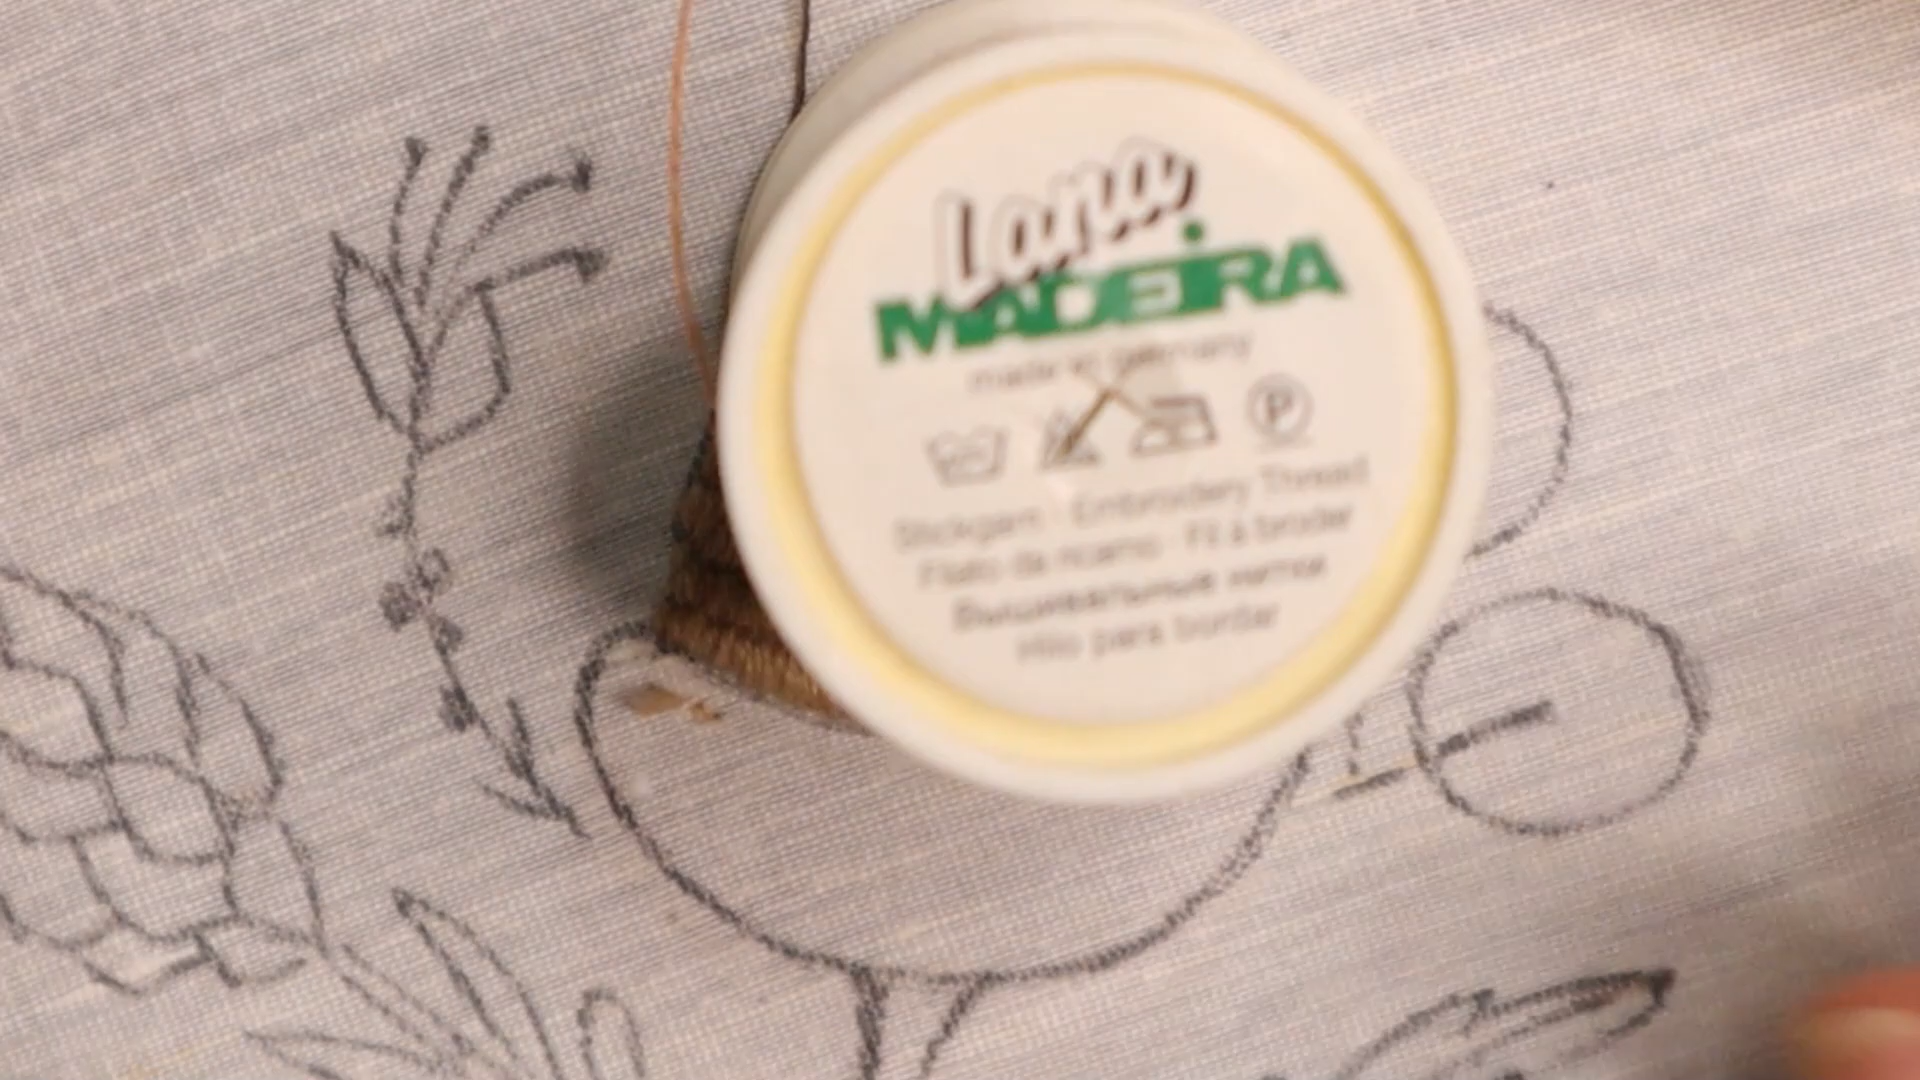 Lana
MADEIRA
made in germany
P
Stickgarn · Embroidery Thread
Filato da ricamo · Fil à broder
Вышивальные нитки
Hilo para bordar